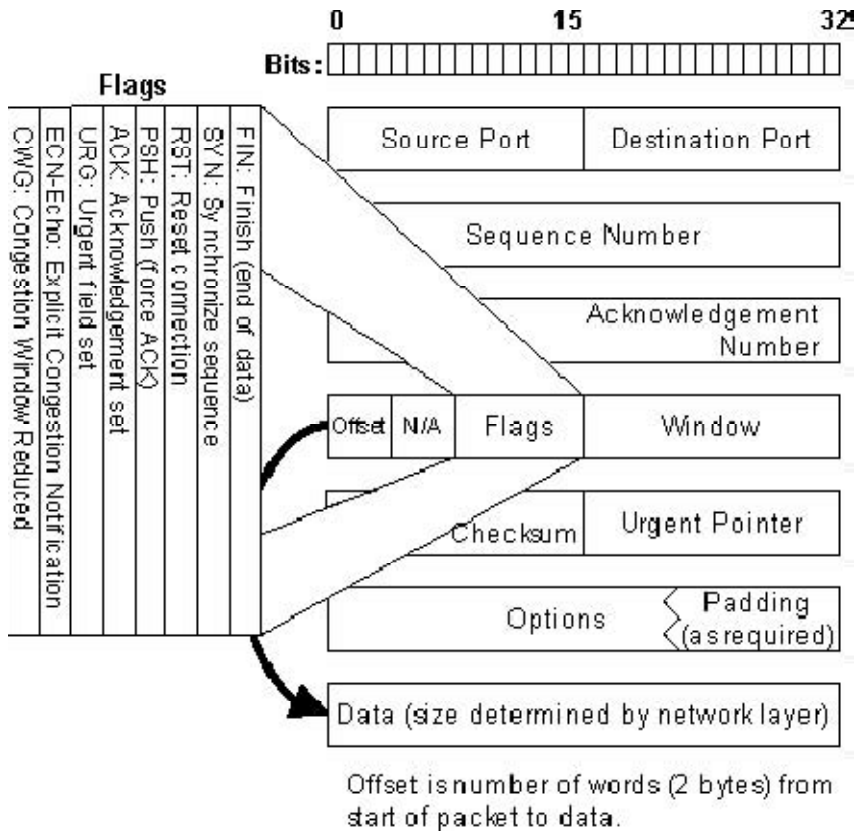 0 15 32
Bits:
Flags
CWG: Congestion Window Reduced
ECN-Echo: Explicit Congestion Notification
URG: Urgent field set
ACK: Acknowledgement set
PSH: Push (force ACK)
RST: Reset connection
SYN: Synchronize sequence
FIN: Finish (end of data)
Source Port Destination Port
Sequence Number
Acknowledgement
Number
Offset N/A Flags Window
Checksum Urgent Pointer
Options Padding
(as required)
Data (size determined by network layer)
Offset is number of words (2 bytes) from
start of packet to data.